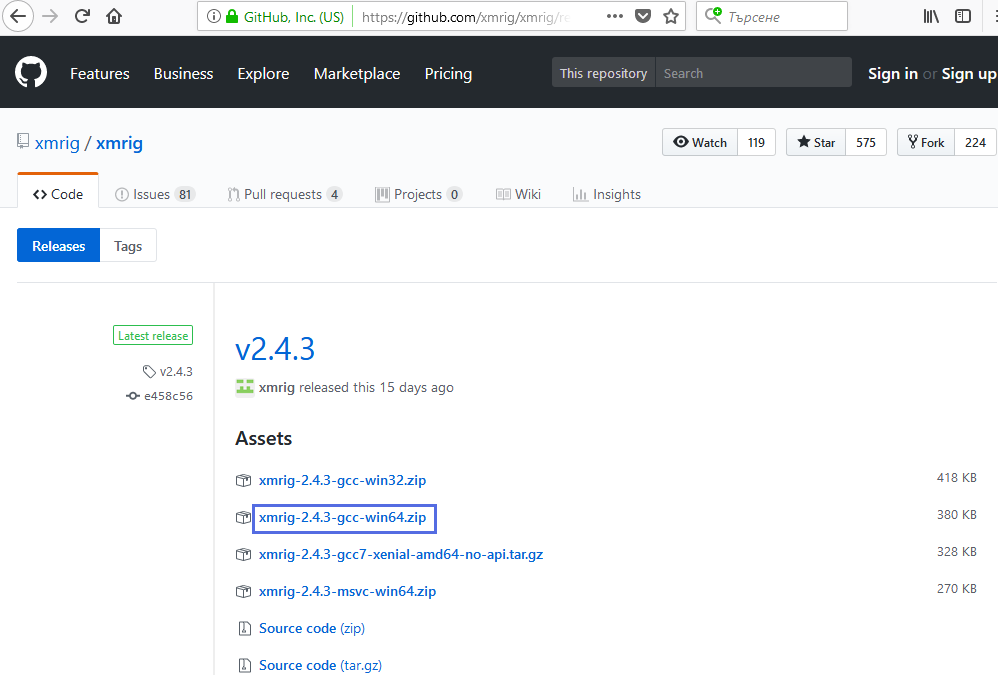 GitHub, Inc. (US)
https://github.com/xmrig/xmrig/re
Търсене
Features
Business
Explore
Marketplace
Pricing
This repository
Search
Sign in or Sign up
xmrig / xmrig
Watch 119
Star 575
Fork 224
Code
Issues 81
Pull requests 4
Projects 0
Wiki
Insights
Releases
Tags
Latest release
v2.4.3
e458c56
v2.4.3
xmrig released this 15 days ago
Assets
xmrig-2.4.3-gcc-win32.zip 418 KB
xmrig-2.4.3-gcc-win64.zip 380 KB
xmrig-2.4.3-gcc7-xenial-amd64-no-api.tar.gz 328 KB
xmrig-2.4.3-msvc-win64.zip 270 KB
Source code (zip)
Source code (tar.gz)